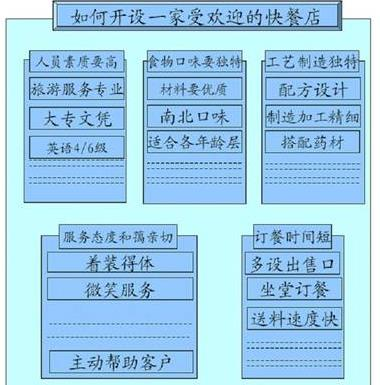 如何开设一家受欢迎的快餐店
人员素质要高
旅游服务专业
大专文凭
英语4/6级
食物口味要独特
材料要优质
南北口味
适合各年龄层
工艺制造独特
配方设计
制造加工精细
搭配药材
服务态度和蔼亲切
着装得体
微笑服务
主动帮助客户
订餐时间短
多设出售口
坐堂订餐
送料速度快